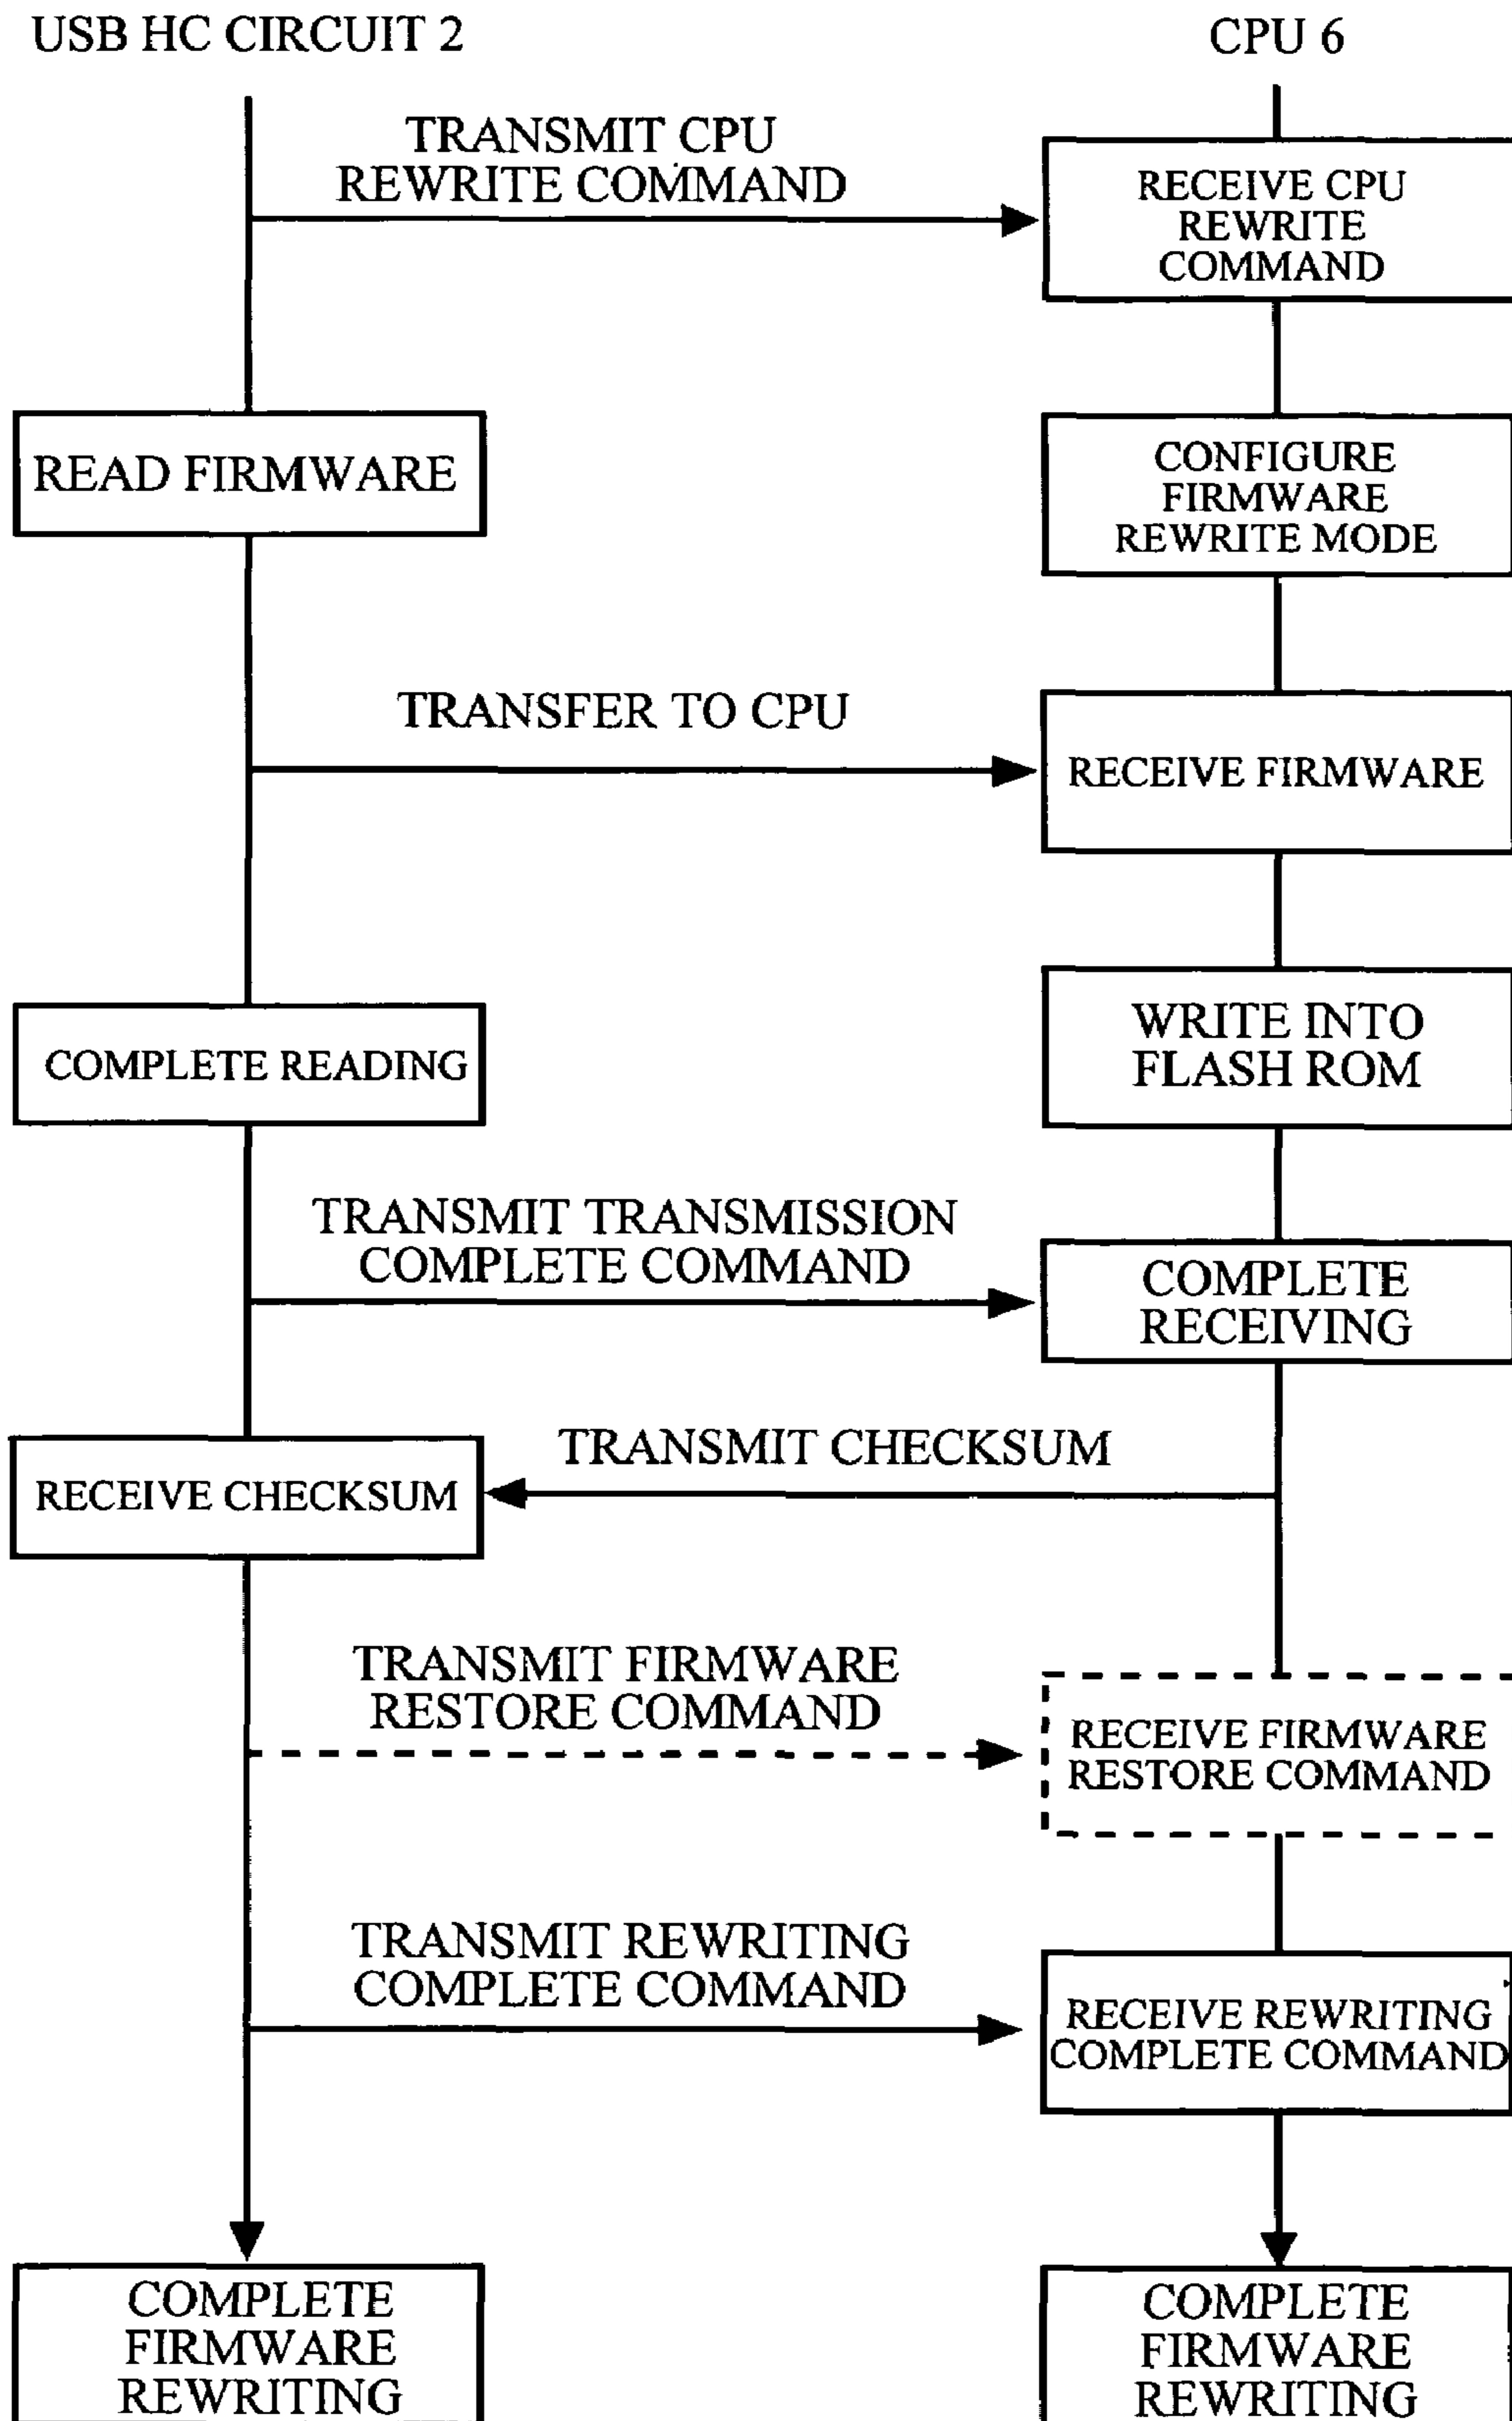 USB HC CIRCUIT 2
CPU 6
TRANSMIT CPU
REWRITE COMMAND
RECEIVE CPU
REWRITE
COMMAND
READ FIRMWARE
CONFIGURE
FIRMWARE
REWRITE MODE
TRANSFER TO CPU
RECEIVE FIRMWARE
COMPLETE READING
WRITE INTO
FLASH ROM
TRANSMIT TRANSMISSION
COMPLETE COMMAND
COMPLETE
RECEIVING
TRANSMIT CHECKSUM
RECEIVE CHECKSUM
TRANSMIT FIRMWARE
RESTORE COMMAND
RECEIVE FIRMWARE
RESTORE COMMAND
TRANSMIT REWRITING
COMPLETE COMMAND
RECEIVE REWRITING
COMPLETE COMMAND
COMPLETE
FIRMWARE
REWRITING
COMPLETE
FIRMWARE
REWRITING